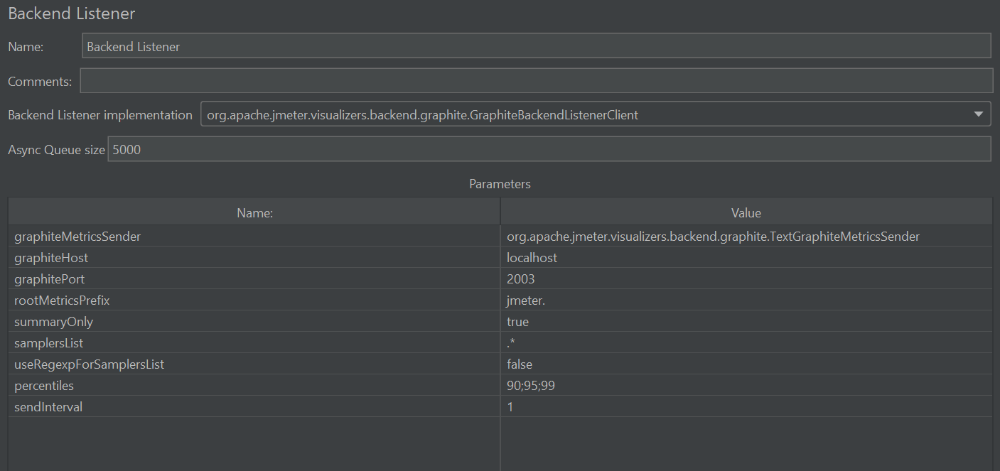 Backend Listener
Name: Backend Listener
Comments:
Backend Listener implementation org.apache.jmeter.visualizers.backend.graphite.GraphiteBackendListenerClient
Async Queue size 5000
Parameters
Name: Value
graphiteMetricsSender org.apache.jmeter.visualizers.backend.graphite.TextGraphiteMetricsSender
graphiteHost localhost
graphitePort 2003
rootMetricsPrefix jmeter.
summaryOnly true
samplersList .*
useRegexpForSamplersList false
percentiles 90;95;99
sendInterval 1